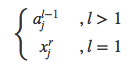 { a_j^{l-1} , l > 1
x_j^r , l = 1